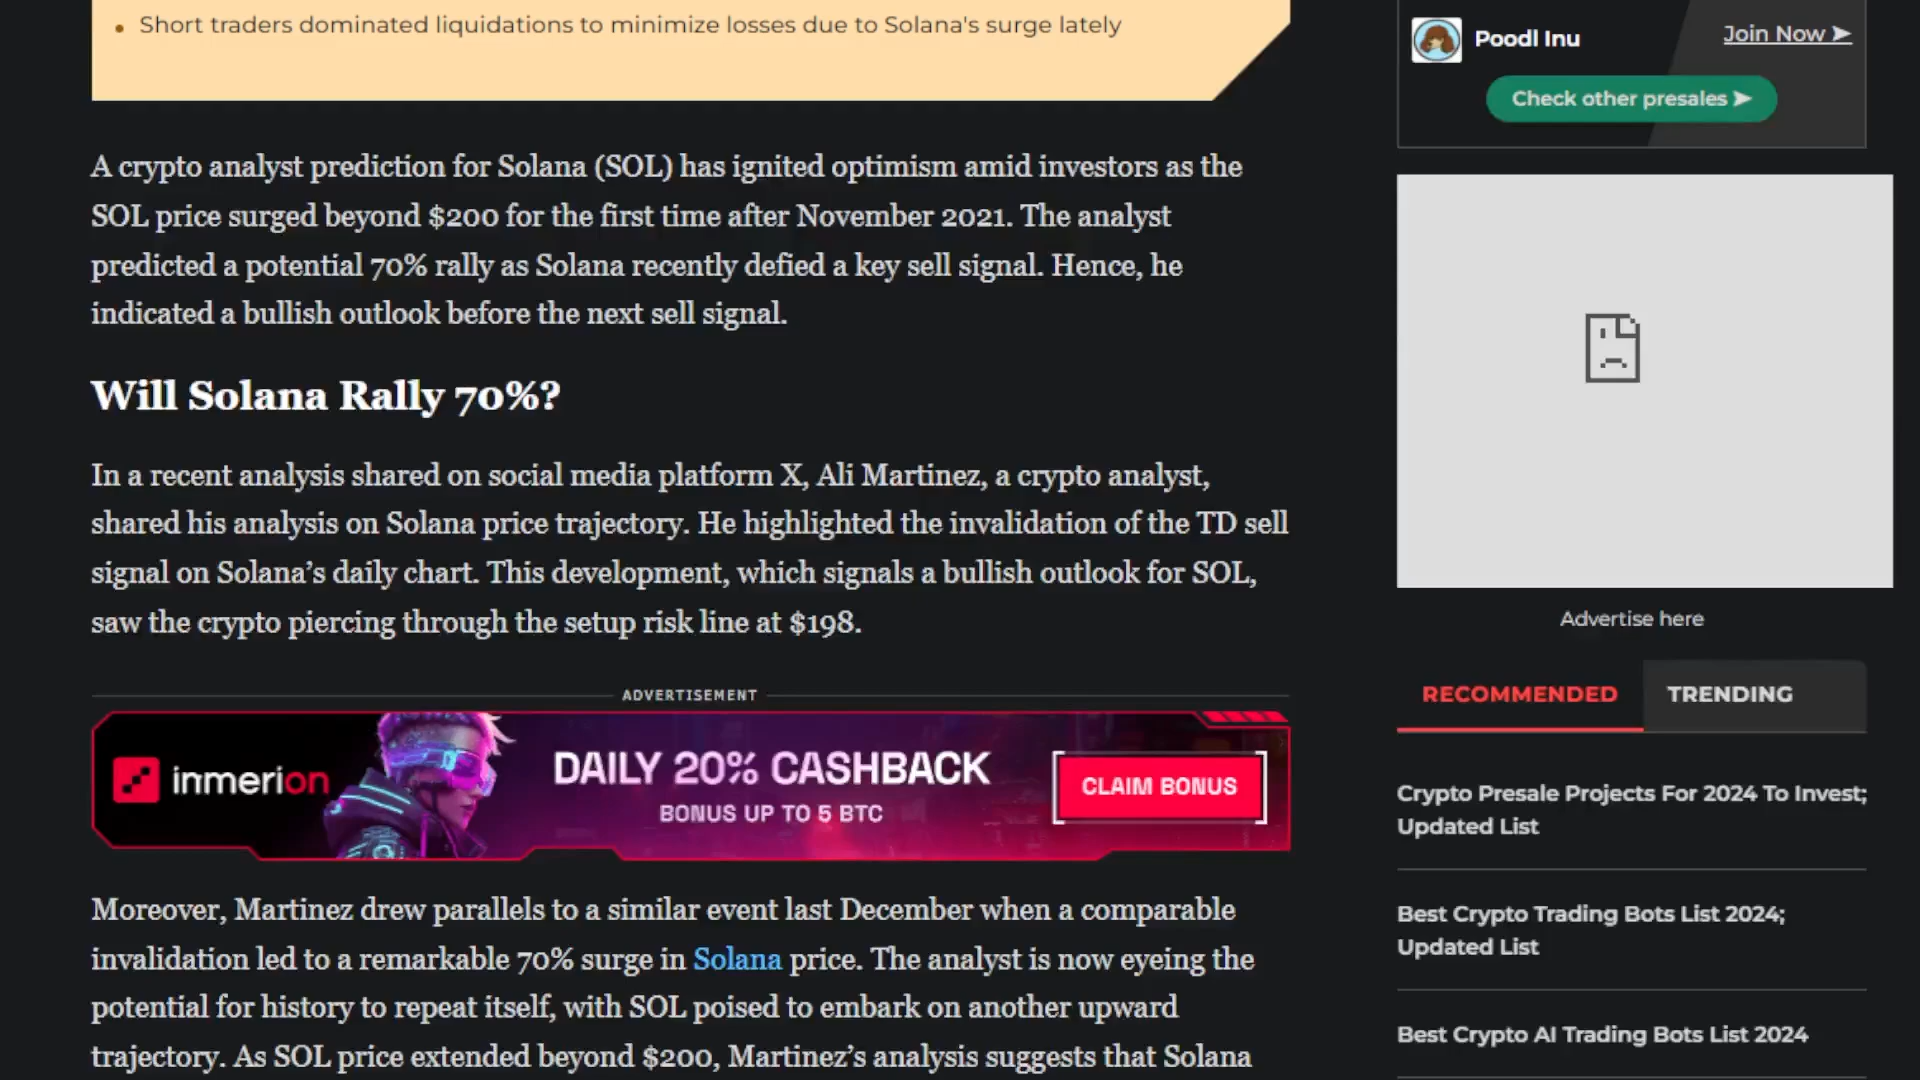 Short traders dominated liquidations to minimize losses due to Solana's surge lately
A crypto analyst prediction for Solana (SOL) has ignited optimism amid investors as the
SOL price surged beyond $200 for the first time after November 2021. The analyst
predicted a potential 70% rally as Solana recently defied a key sell signal. Hence, he
indicated a bullish outlook before the next sell signal.
Will Solana Rally 70%?
In a recent analysis shared on social media platform X, Ali Martinez, a crypto analyst,
shared his analysis on Solana price trajectory. He highlighted the invalidation of the TD sell
signal on Solana’s daily chart. This development, which signals a bullish outlook for SOL,
saw the crypto piercing through the setup risk line at $198.
ADVERTISEMENT
inmerion
DAILY 20% CASHBACK
BONUS UP TO 5 BTC
CLAIM BONUS
Moreover, Martinez drew parallels to a similar event last December when a comparable
invalidation led to a remarkable 70% surge in Solana price. The analyst is now eyeing the
potential for history to repeat itself, with SOL poised to embark on another upward
trajectory. As SOL price extended beyond $200, Martinez’s analysis suggests that Solana
Poodl Inu
Join Now ➤
Check other presales ➤
Advertise here
RECOMMENDED
TRENDING
Crypto Presale Projects For 2024 To Invest;
Updated List
Best Crypto Trading Bots List 2024;
Updated List
Best Crypto AI Trading Bots List 2024